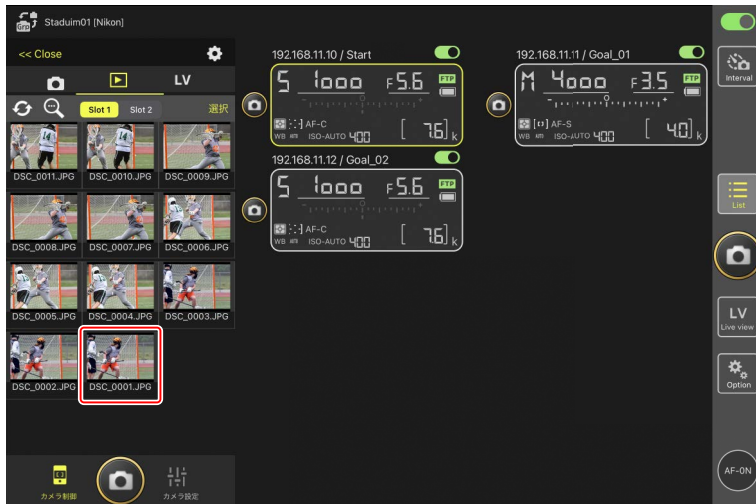 Grp Staduim01 [Nikon]
<< Close
LV
Slot 1 Slot 2 選択
DSC_0011.JPG DSC_0010.JPG DSC_0009.JPG
DSC_0008.JPG DSC_0007.JPG DSC_0006.JPG
DSC_0005.JPG DSC_0004.JPG DSC_0003.JPG
DSC_0002.JPG DSC_0001.JPG
カメラ制御 カメラ設定
192.168.11.10 / Start
S 1000 F5.6 FTP
AF-C
WB ISO-AUTO 400 [ 7.6] k
192.168.11.11 / Goal_01
M 4000 F3.5 FTP
AF-S
WB ISO-AUTO 400 [ 4.0] k
192.168.11.12 / Goal_02
S 1000 F5.6 FTP
AF-C
WB ISO-AUTO 400 [ 7.6] k
Interval
List
LV
Live view
Option
AF-ON